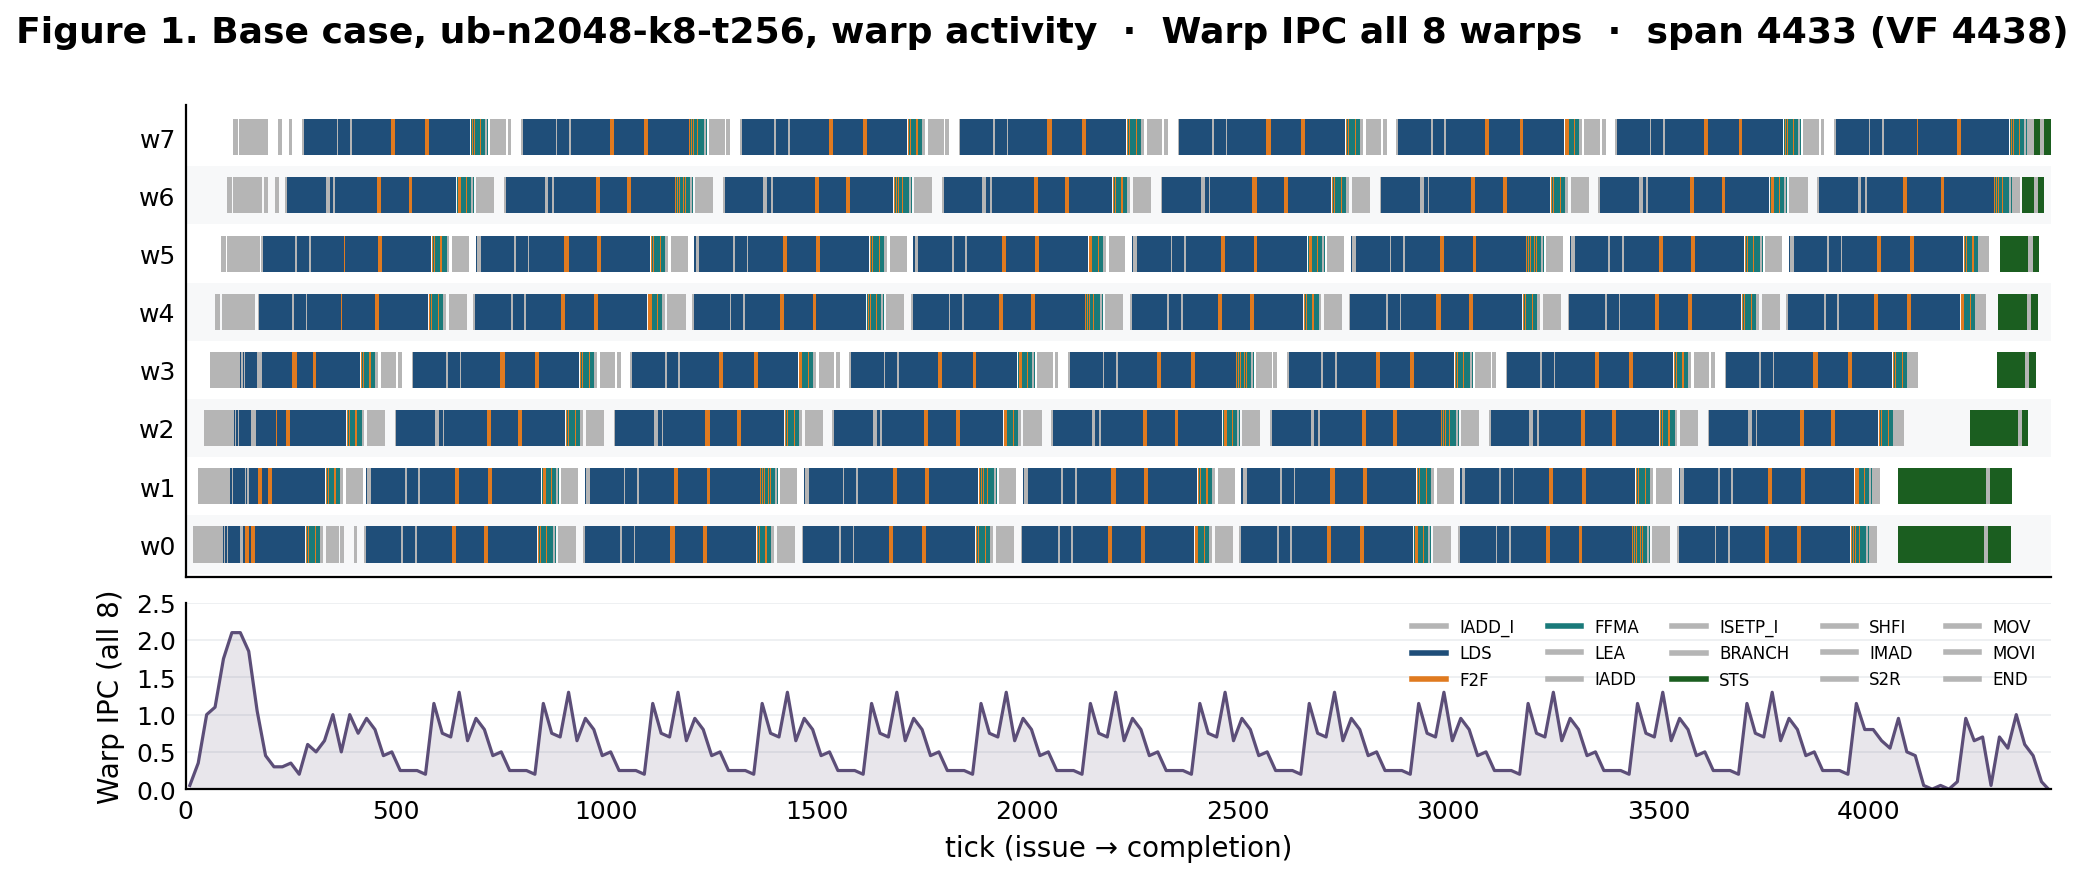 Figure 1. Base case, ub-n2048-k8-t256, warp activity · Warp IPC all 8 warps · span 4433 (VF 4438)
w7
w6
w5
w4
w3
w2
w1
w0
Warp IPC (all 8)
2.5
2.0
1.5
1.0
0.5
0.0
IADD_I FFMA ISETP_I SHFI MOV
LDS LEA BRANCH IMAD MOVI
F2F IADD STS S2R END
0 500 1000 1500 2000 2500 3000 3500 4000
tick (issue → completion)